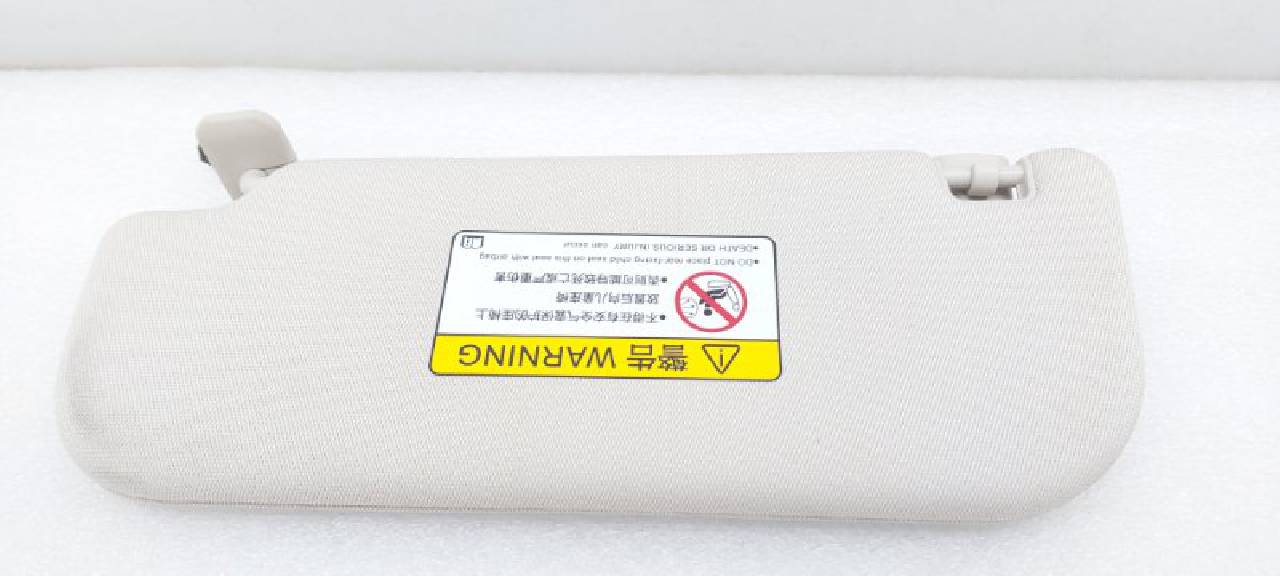 警告 WARNING
●不得在有安全气囊保护的座椅上
放置后向儿童座椅
●否则可能导致死亡或严重伤害
●DO NOT place rear-facing child seat on this seat with airbag
●DEATH OR SERIOUS INJURY can occur